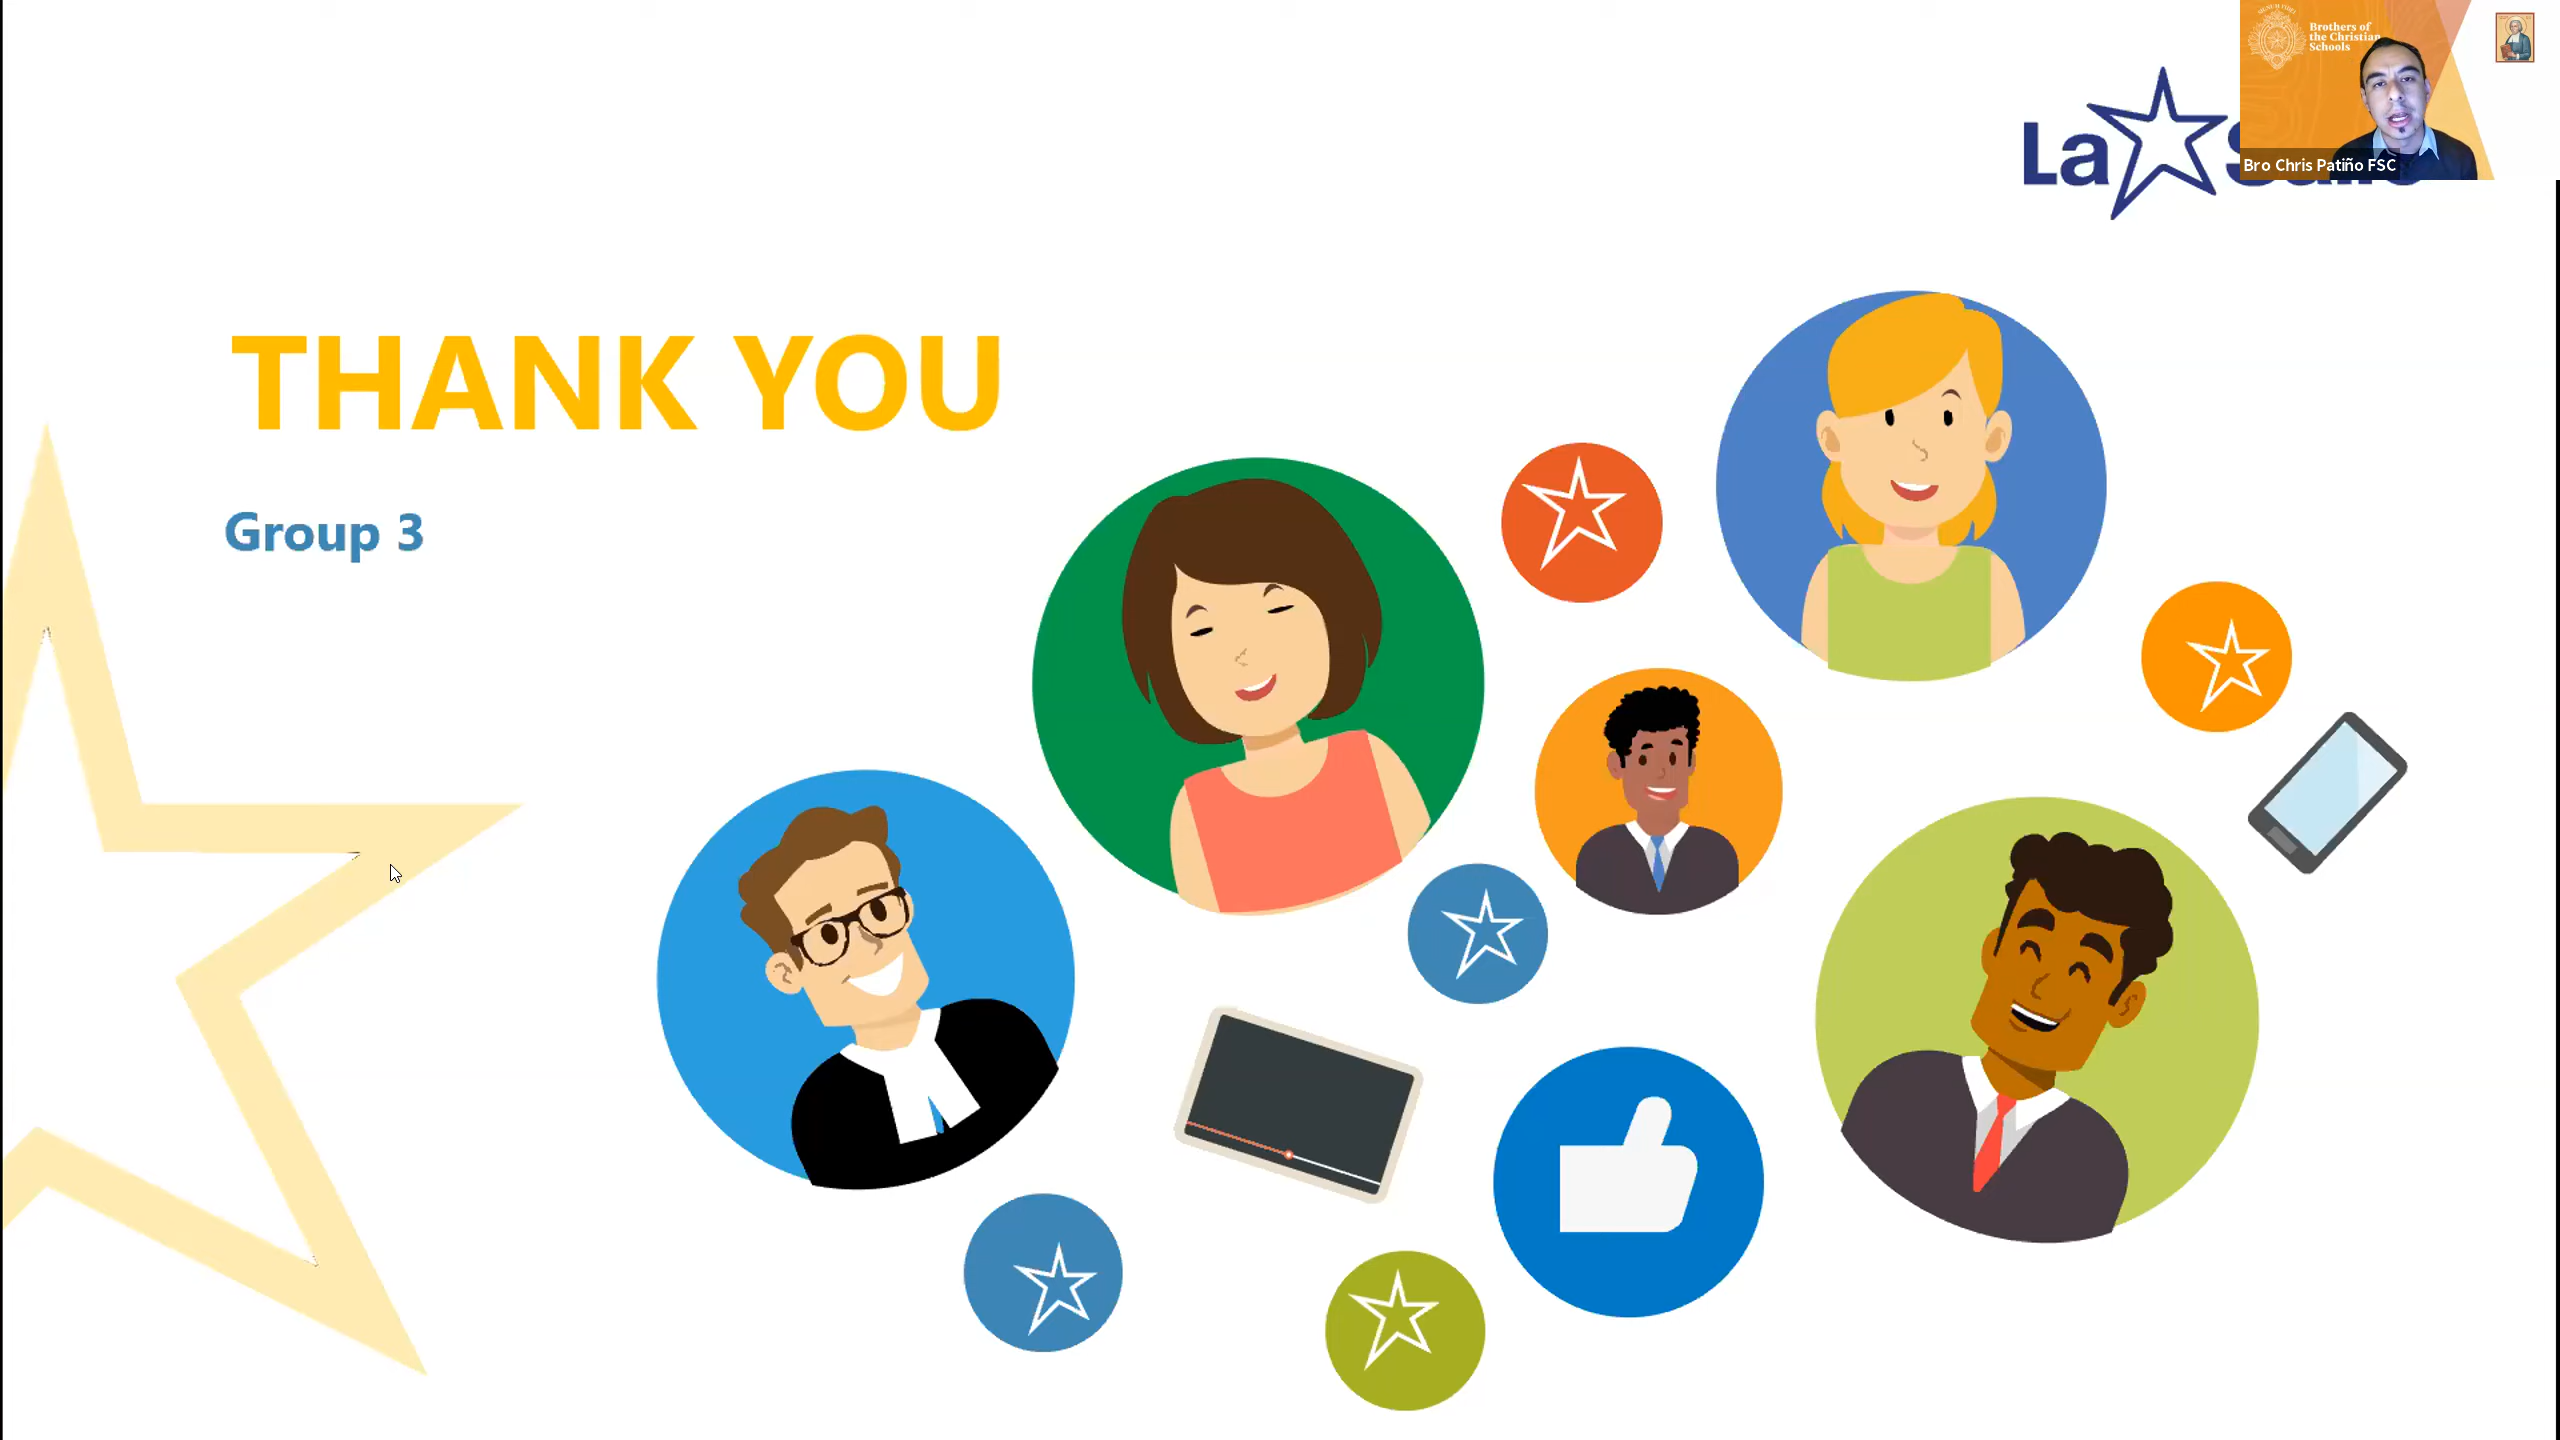 Brothers of
the Christian
Schools
La
Bro Chris Patiño FSC
THANK YOU
Group 3